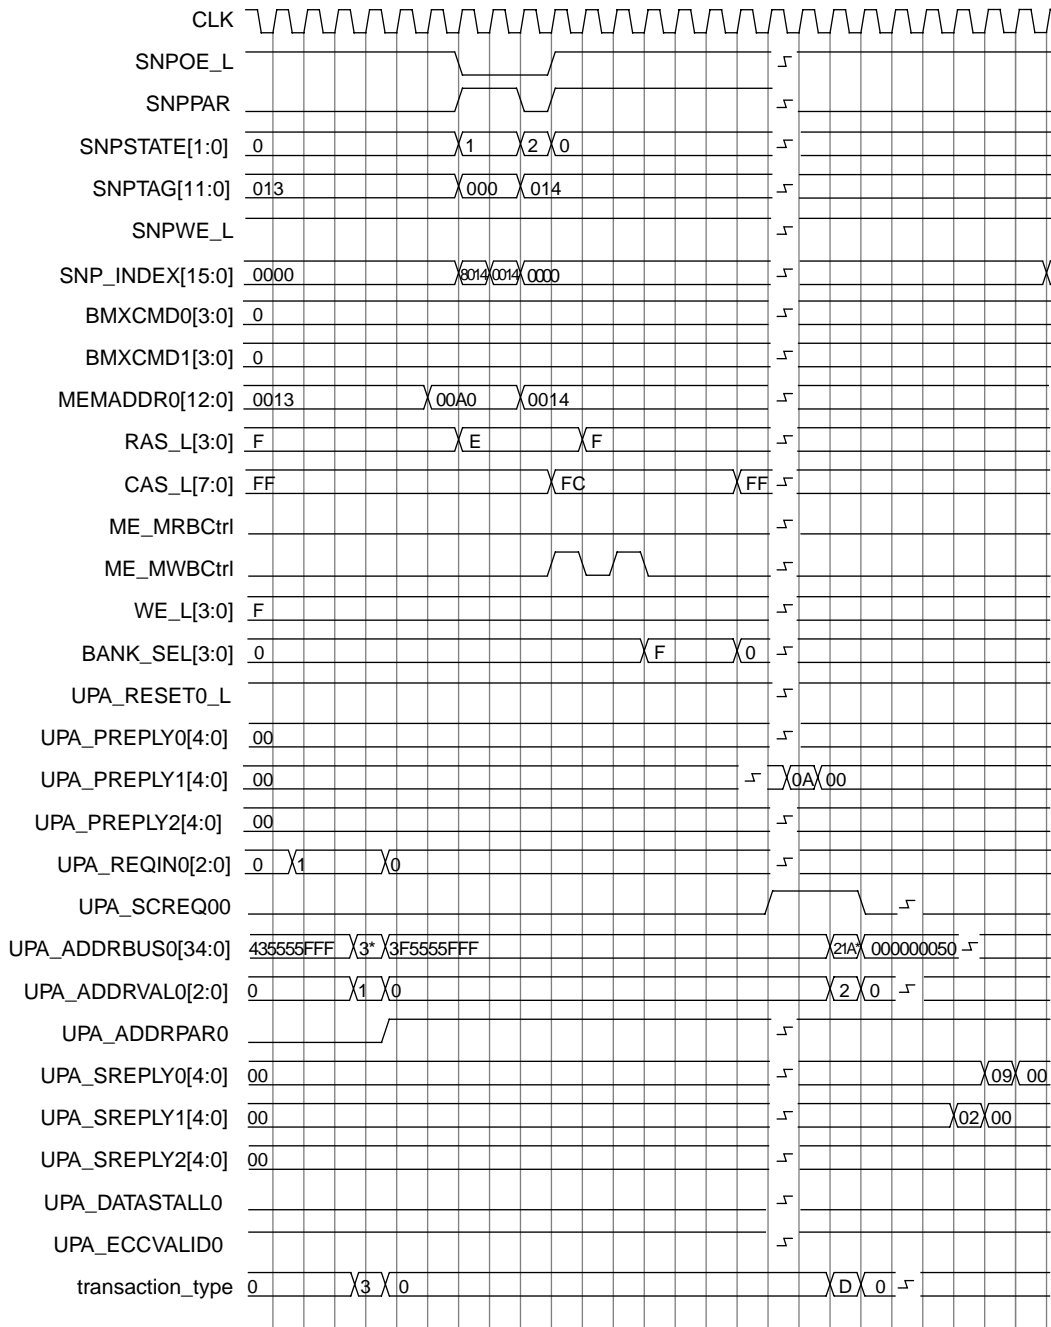 CLK
SNPOE_L
SNPPAR
SNPSTATE[1:0] 0 1 2 0
SNPTAG[11:0] 013 000 014
SNPWE_L
SNP_INDEX[15:0] 0000 8014 0014 0000
BMXCMD0[3:0] 0
BMXCMD1[3:0] 0
MEMADDR0[12:0] 0013 00A0 0014
RAS_L[3:0] F E F
CAS_L[7:0] FF FC FF
ME_MRBCtrl
ME_MWBCtrl
WE_L[3:0] F
BANK_SEL[3:0] 0 F 0
UPA_RESET0_L
UPA_PREPLY0[4:0] 00
UPA_PREPLY1[4:0] 00 0A 00
UPA_PREPLY2[4:0] 00
UPA_REQIN0[2:0] 0 1 0
UPA_SCREQ00
UPA_ADDRBUS0[34:0] 435555FFF 3* 3F5555FFF 21A* 000000050
UPA_ADDRVAL0[2:0] 0 1 0 2 0
UPA_ADDRPAR0
UPA_SREPLY0[4:0] 00 09 00
UPA_SREPLY1[4:0] 00 02 00
UPA_SREPLY2[4:0] 00
UPA_DATASTALL0
UPA_ECCVALID0
transaction_type 0 3 0 D 0